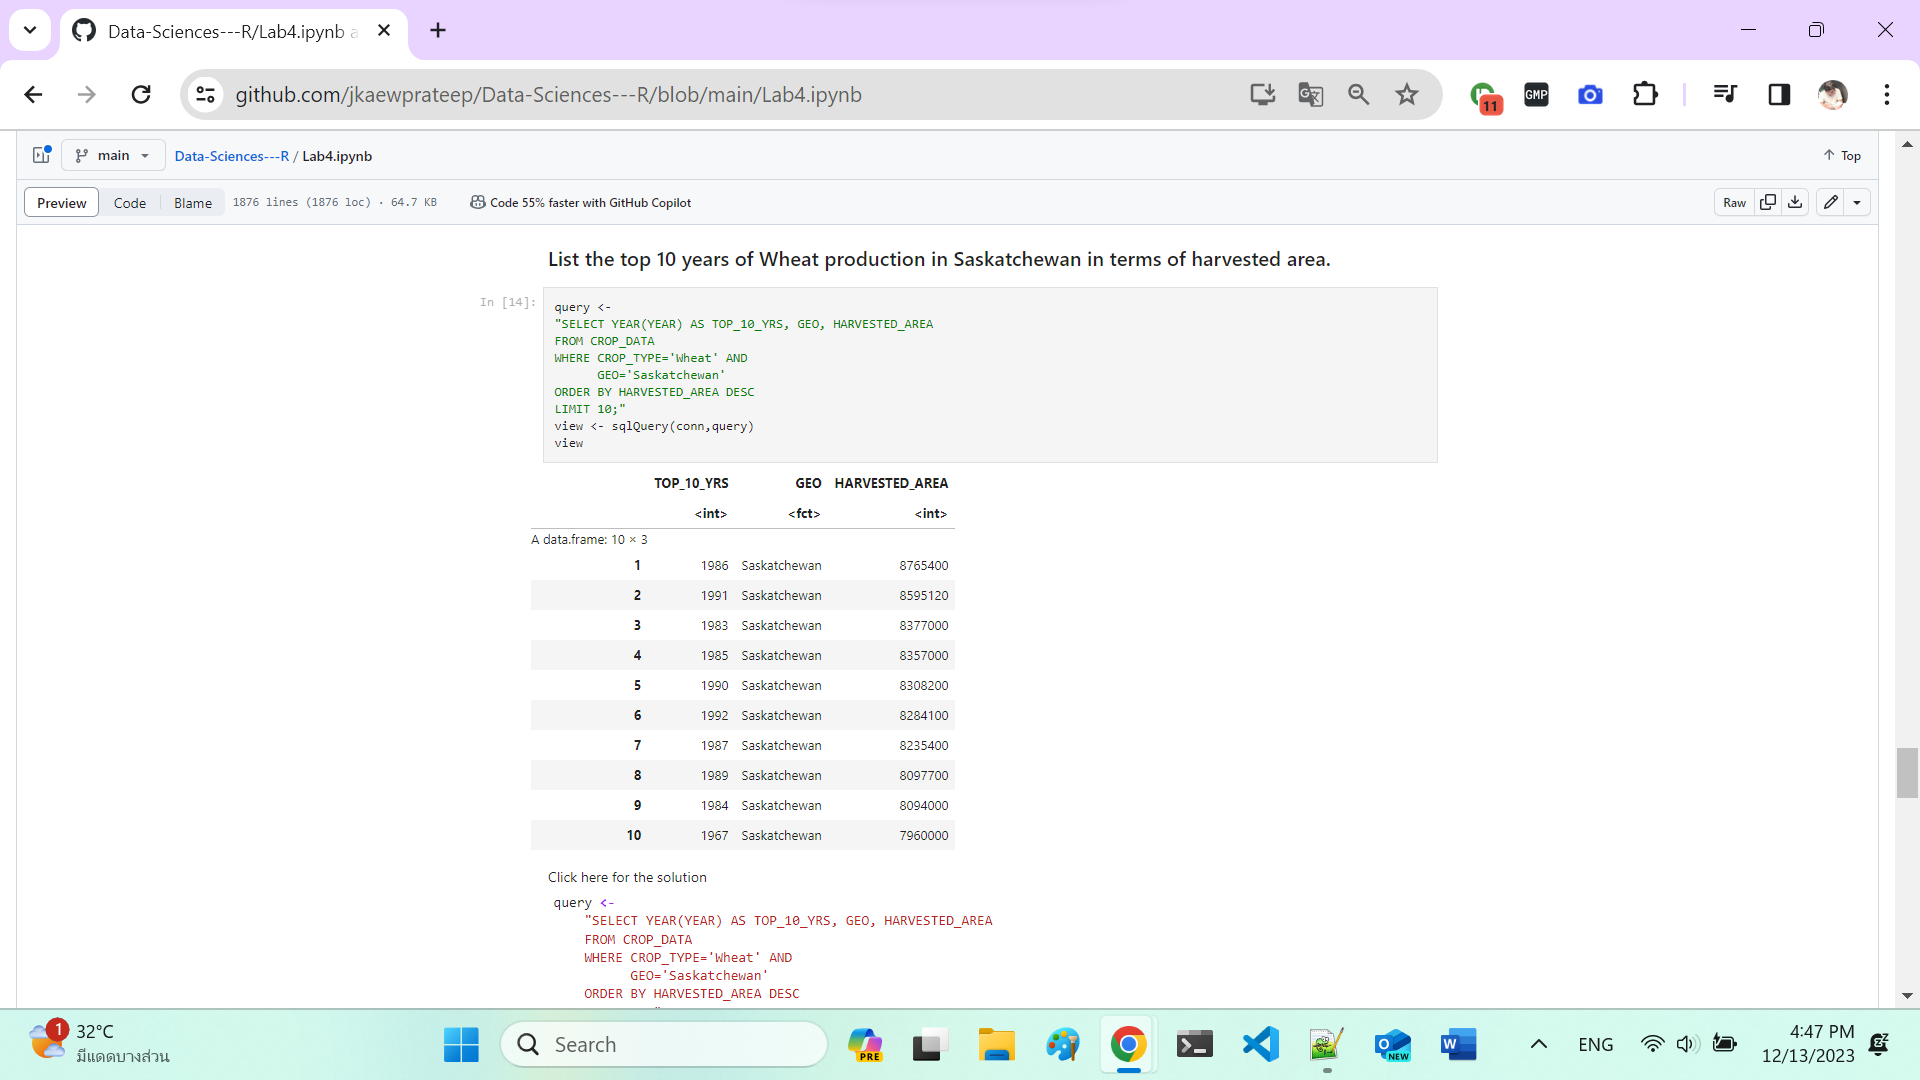 Data-Sciences---R/Lab4.ipynb a
github.com/jkaewprateep/Data-Sciences---R/blob/main/Lab4.ipynb
11
GMP
main
Data-Sciences---R / Lab4.ipynb
Top
Preview
Code
Blame
1876 lines (1876 loc) · 64.7 KB
Code 55% faster with GitHub Copilot
Raw
List the top 10 years of Wheat production in Saskatchewan in terms of harvested area.
In [14]:
query <-
"SELECT YEAR(YEAR) AS TOP_10_YRS, GEO, HARVESTED_AREA
FROM CROP_DATA
WHERE CROP_TYPE='Wheat' AND
GEO='Saskatchewan'
ORDER BY HARVESTED_AREA DESC
LIMIT 10;"
view <- sqlQuery(conn,query)
view
TOP_10_YRS GEO HARVESTED_AREA
<int> <fct> <int>
A data.frame: 10 × 3
1 1986 Saskatchewan 8765400
2 1991 Saskatchewan 8595120
3 1983 Saskatchewan 8377000
4 1985 Saskatchewan 8357000
5 1990 Saskatchewan 8308200
6 1992 Saskatchewan 8284100
7 1987 Saskatchewan 8235400
8 1989 Saskatchewan 8097700
9 1984 Saskatchewan 8094000
10 1967 Saskatchewan 7960000
Click here for the solution
query <-
"SELECT YEAR(YEAR) AS TOP_10_YRS, GEO, HARVESTED_AREA
FROM CROP_DATA
WHERE CROP_TYPE='Wheat' AND
GEO='Saskatchewan'
ORDER BY HARVESTED_AREA DESC
1
32°C
มีแดดบางส่วน
Search
PRE
NEW
ENG
4:47 PM
12/13/2023